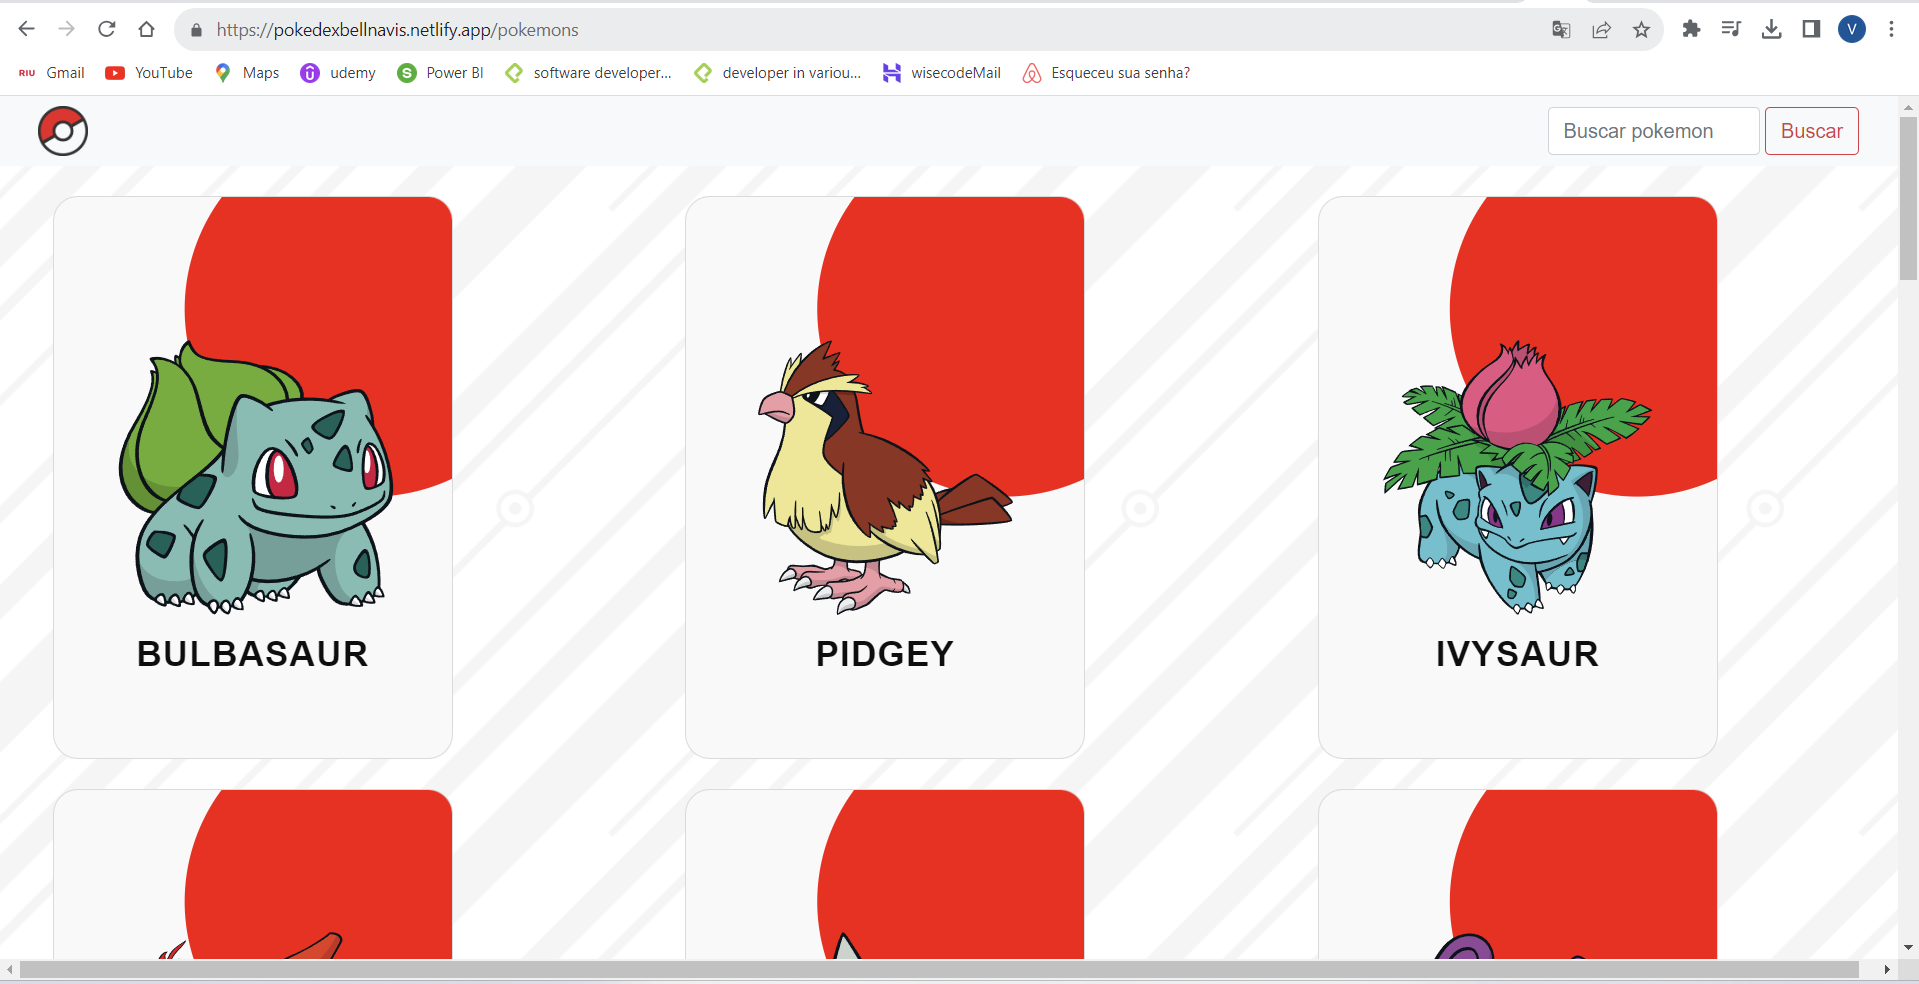 https://pokedexbellnavis.netlify.app/pokemons
V
RIU Gmail YouTube Maps udemy S Power BI software developer... developer in variou... wisecodeMail Esqueceu sua senha?
Buscar pokemon Buscar
BULBASAUR PIDGEY IVYSAUR